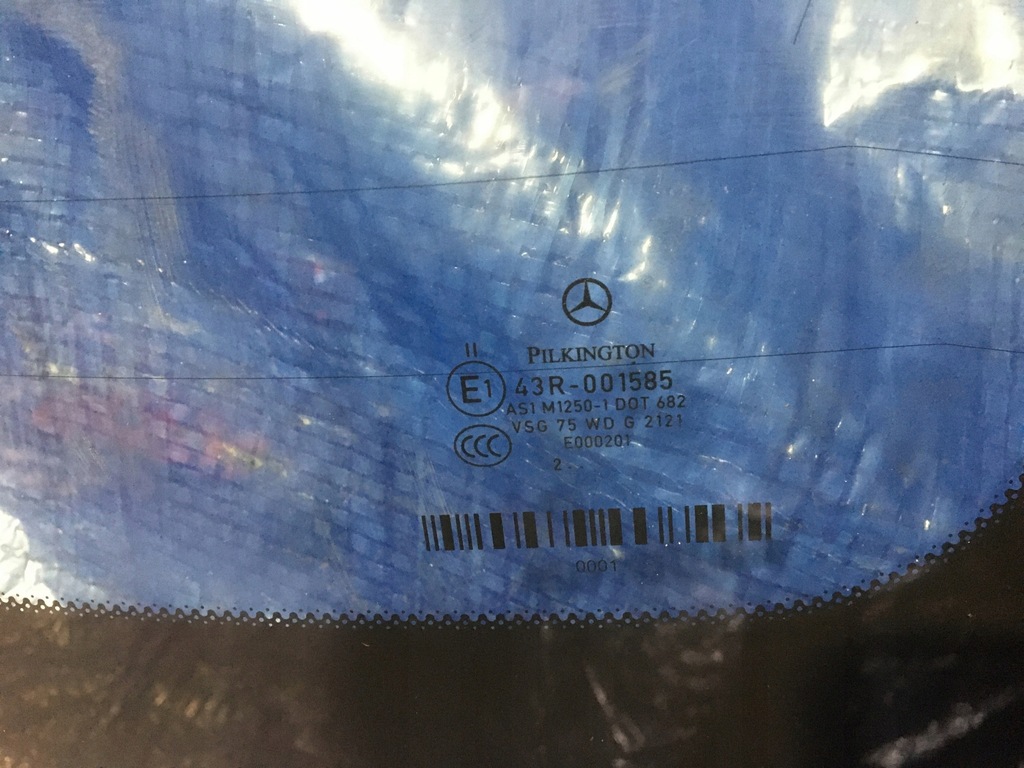 PILKINGTON
II
E1 43R-001585
AS1 M1250-1 DOT 682
VSG 75 WD G 2121
CCC E000201
2..
0001